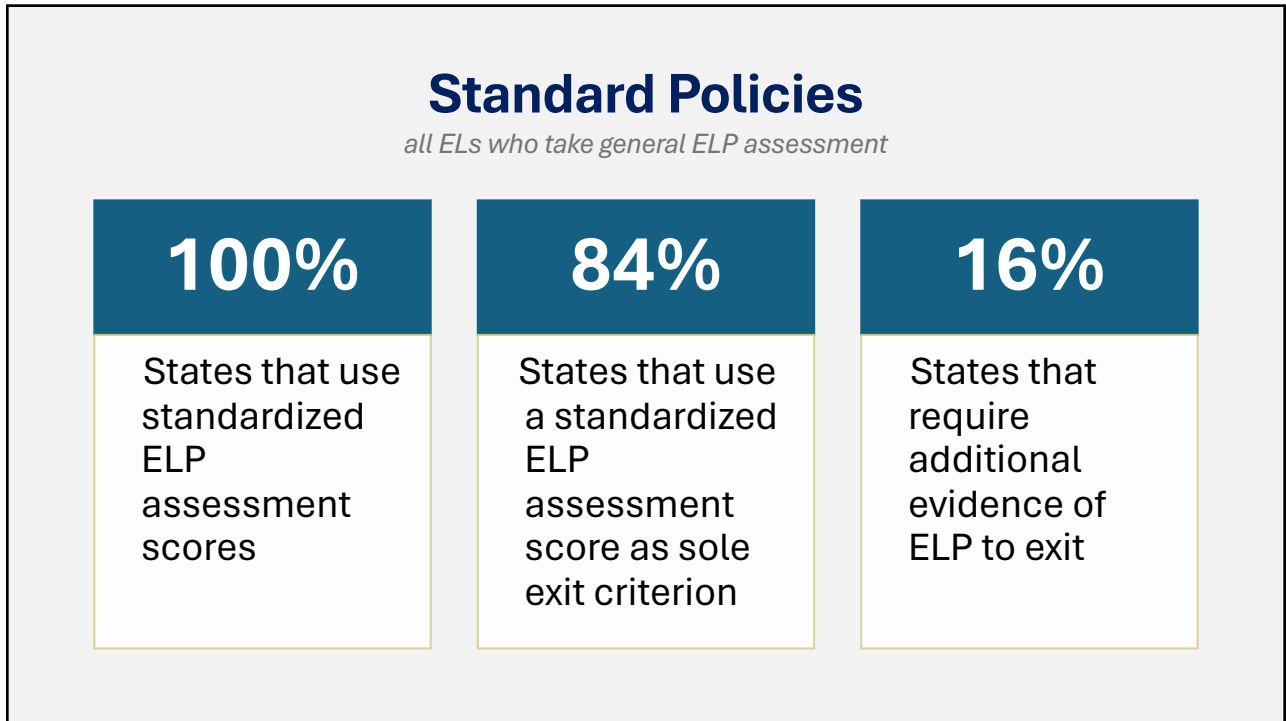 Standard Policies
all ELs who take general ELP assessment
100%
States that use
standardized
ELP
assessment
scores
84%
States that use
a standardized
ELP
assessment
score as sole
exit criterion
16%
States that
require
additional
evidence of
ELP to exit